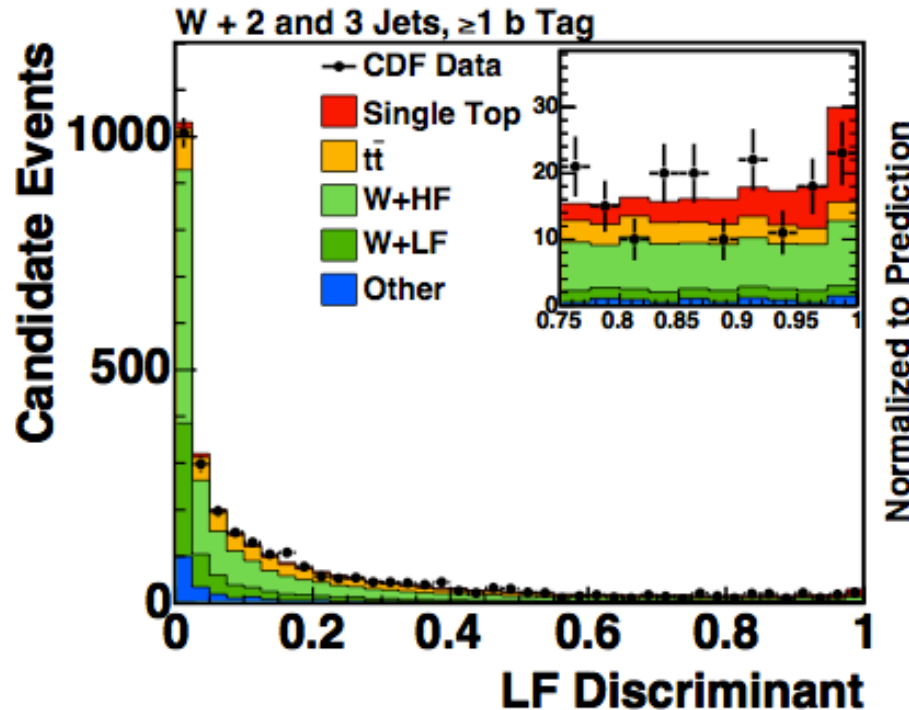 W + 2 and 3 Jets, ≥1 b Tag
Candidate Events
1000
500
0
CDF Data
Single Top
tt̄
W+HF
W+LF
Other
30
20
10
0
0.75 0.8 0.85 0.9 0.95 1
Normalized to Prediction
0 0.2 0.4 0.6 0.8 1
LF Discriminant